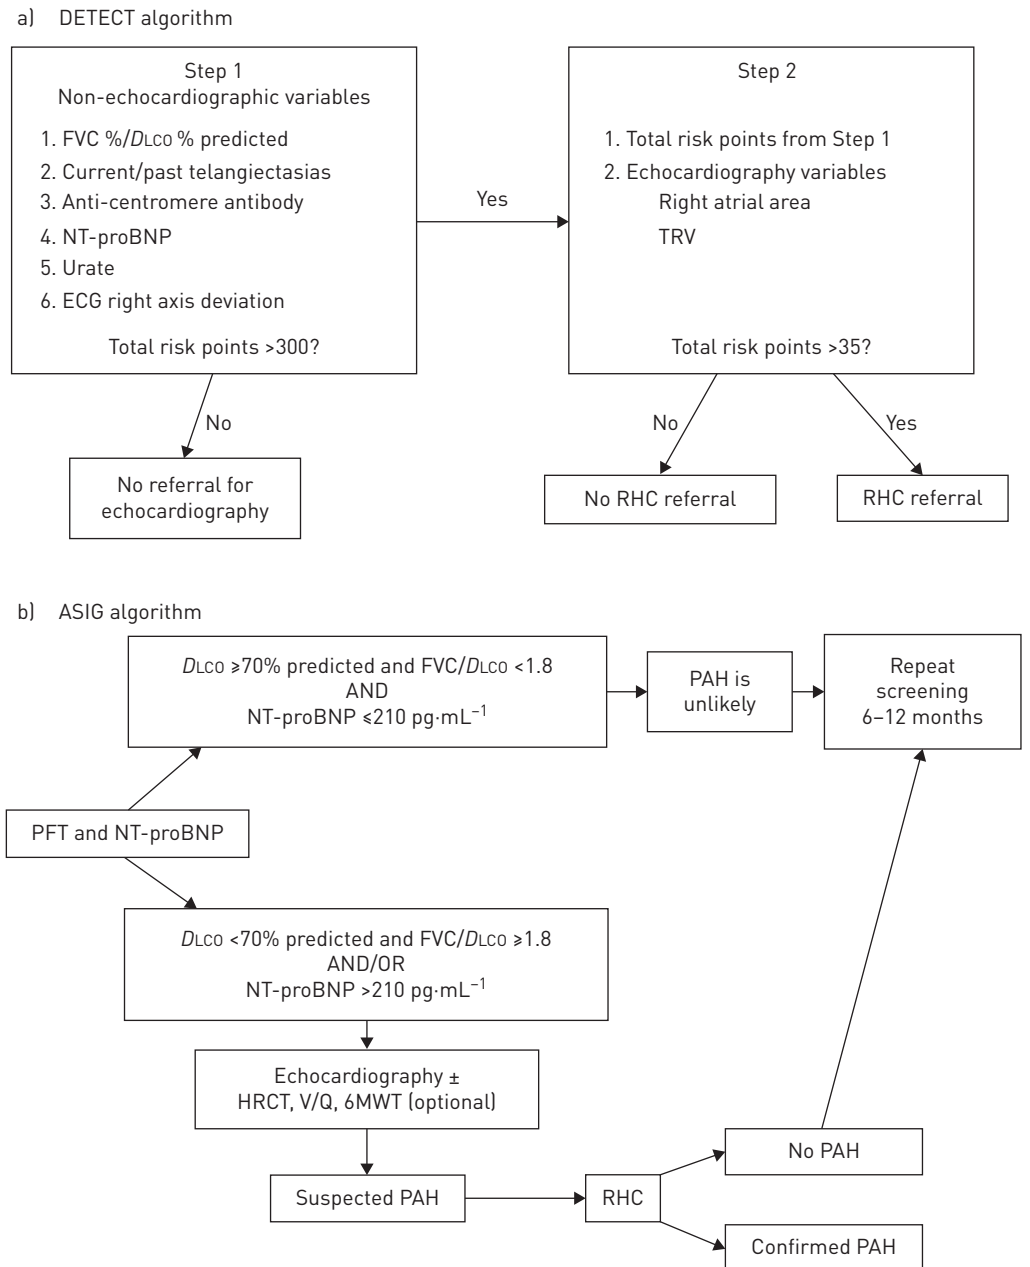 a) DETECT algorithm
Step 1
Non-echocardiographic variables
1. FVC %/DLCO % predicted
2. Current/past telangiectasias
3. Anti-centromere antibody
4. NT-proBNP
5. Urate
6. ECG right axis deviation
Total risk points >300?
Yes
Step 2
1. Total risk points from Step 1
2. Echocardiography variables
Right atrial area
TRV
Total risk points >35?
No
No referral for
echocardiography
No
Yes
No RHC referral
RHC referral
b) ASIG algorithm
DLCO ≥70% predicted and FVC/DLCO <1.8
AND
NT-proBNP ≤210 pg·mL⁻¹
PAH is
unlikely
Repeat
screening
6–12 months
PFT and NT-proBNP
DLCO <70% predicted and FVC/DLCO ≥1.8
AND/OR
NT-proBNP >210 pg·mL⁻¹
Echocardiography ±
HRCT, V/Q, 6MWT (optional)
Suspected PAH
RHC
No PAH
Confirmed PAH